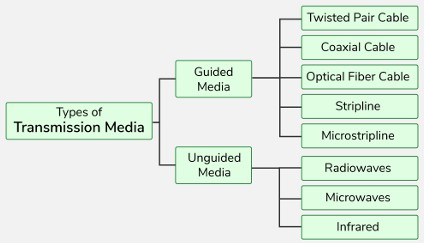 Types of
Transmission Media
Guided
Media
Twisted Pair Cable
Coaxial Cable
Optical Fiber Cable
Stripline
Microstripline
Unguided
Media
Radiowaves
Microwaves
Infrared